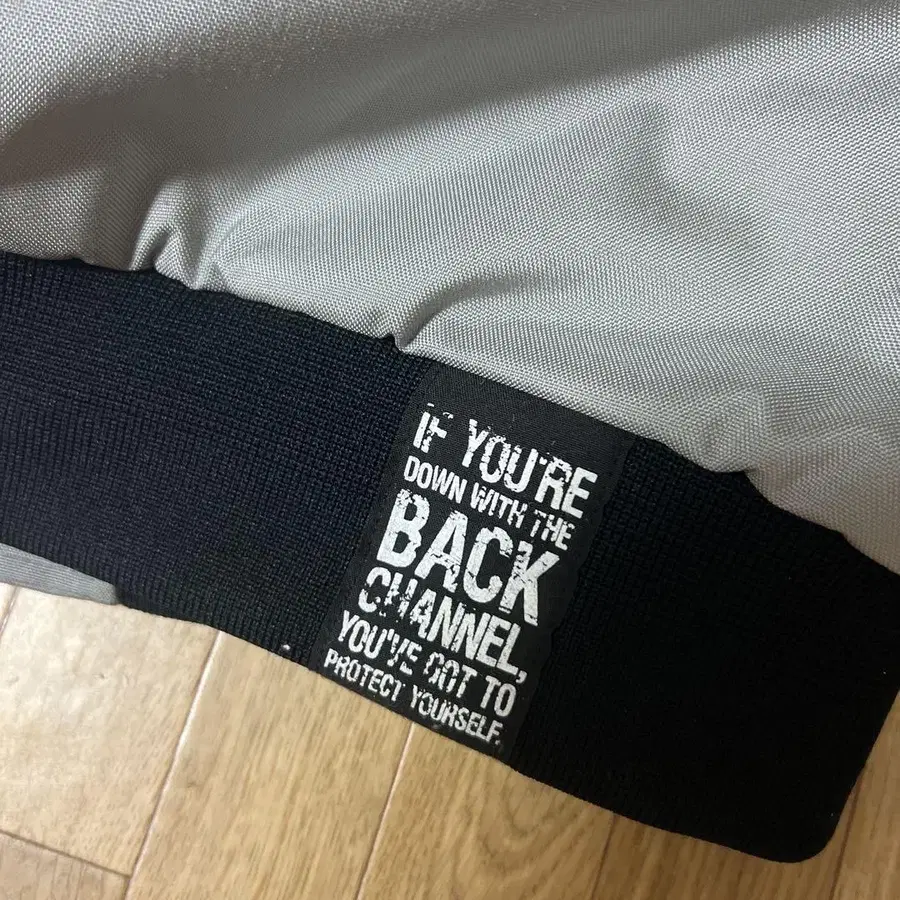 IF YOU'RE
DOWN WITH THE
BACK
CHANNEL,
YOU'VE GOT TO
PROTECT YOURSELF.